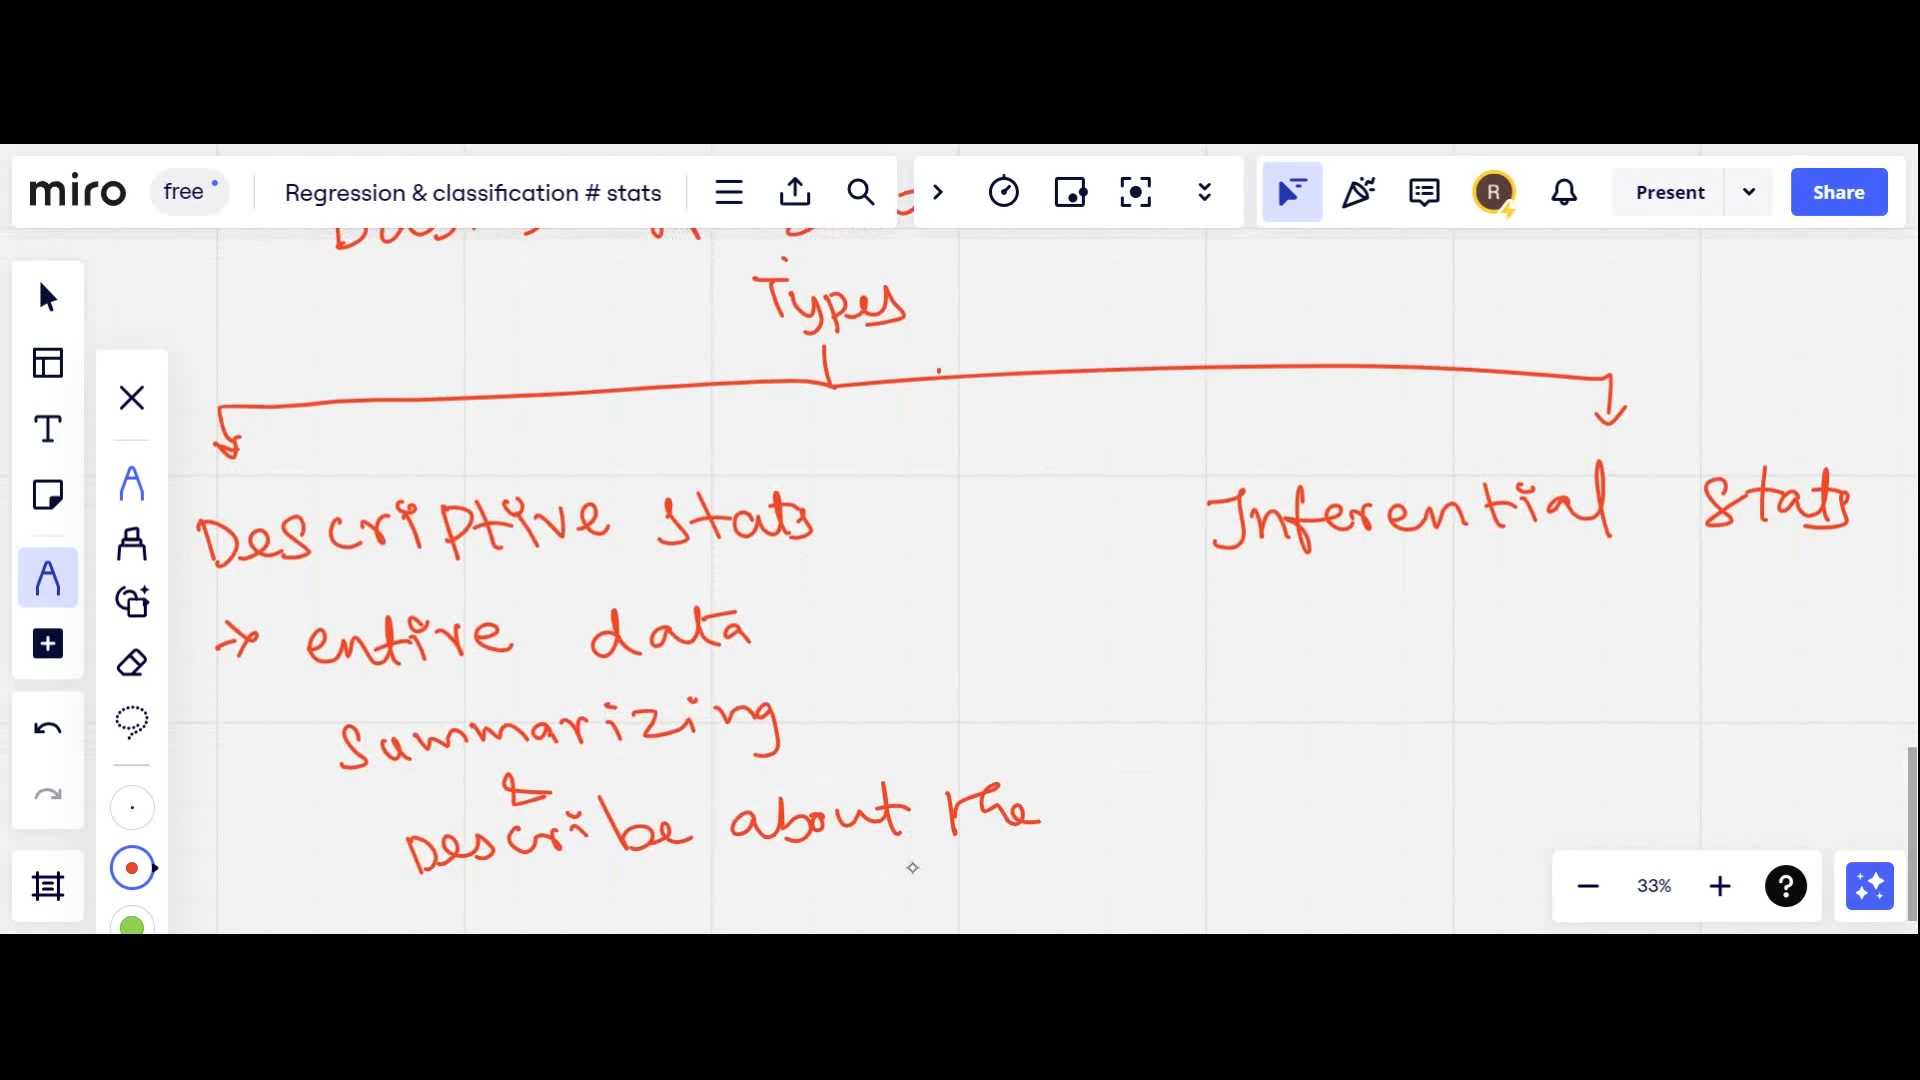 miro free Regression & classification # stats Present Share
Types
Descriptive stats Inferential stats
→ entire data
summarizing
&
Describe about the
33%